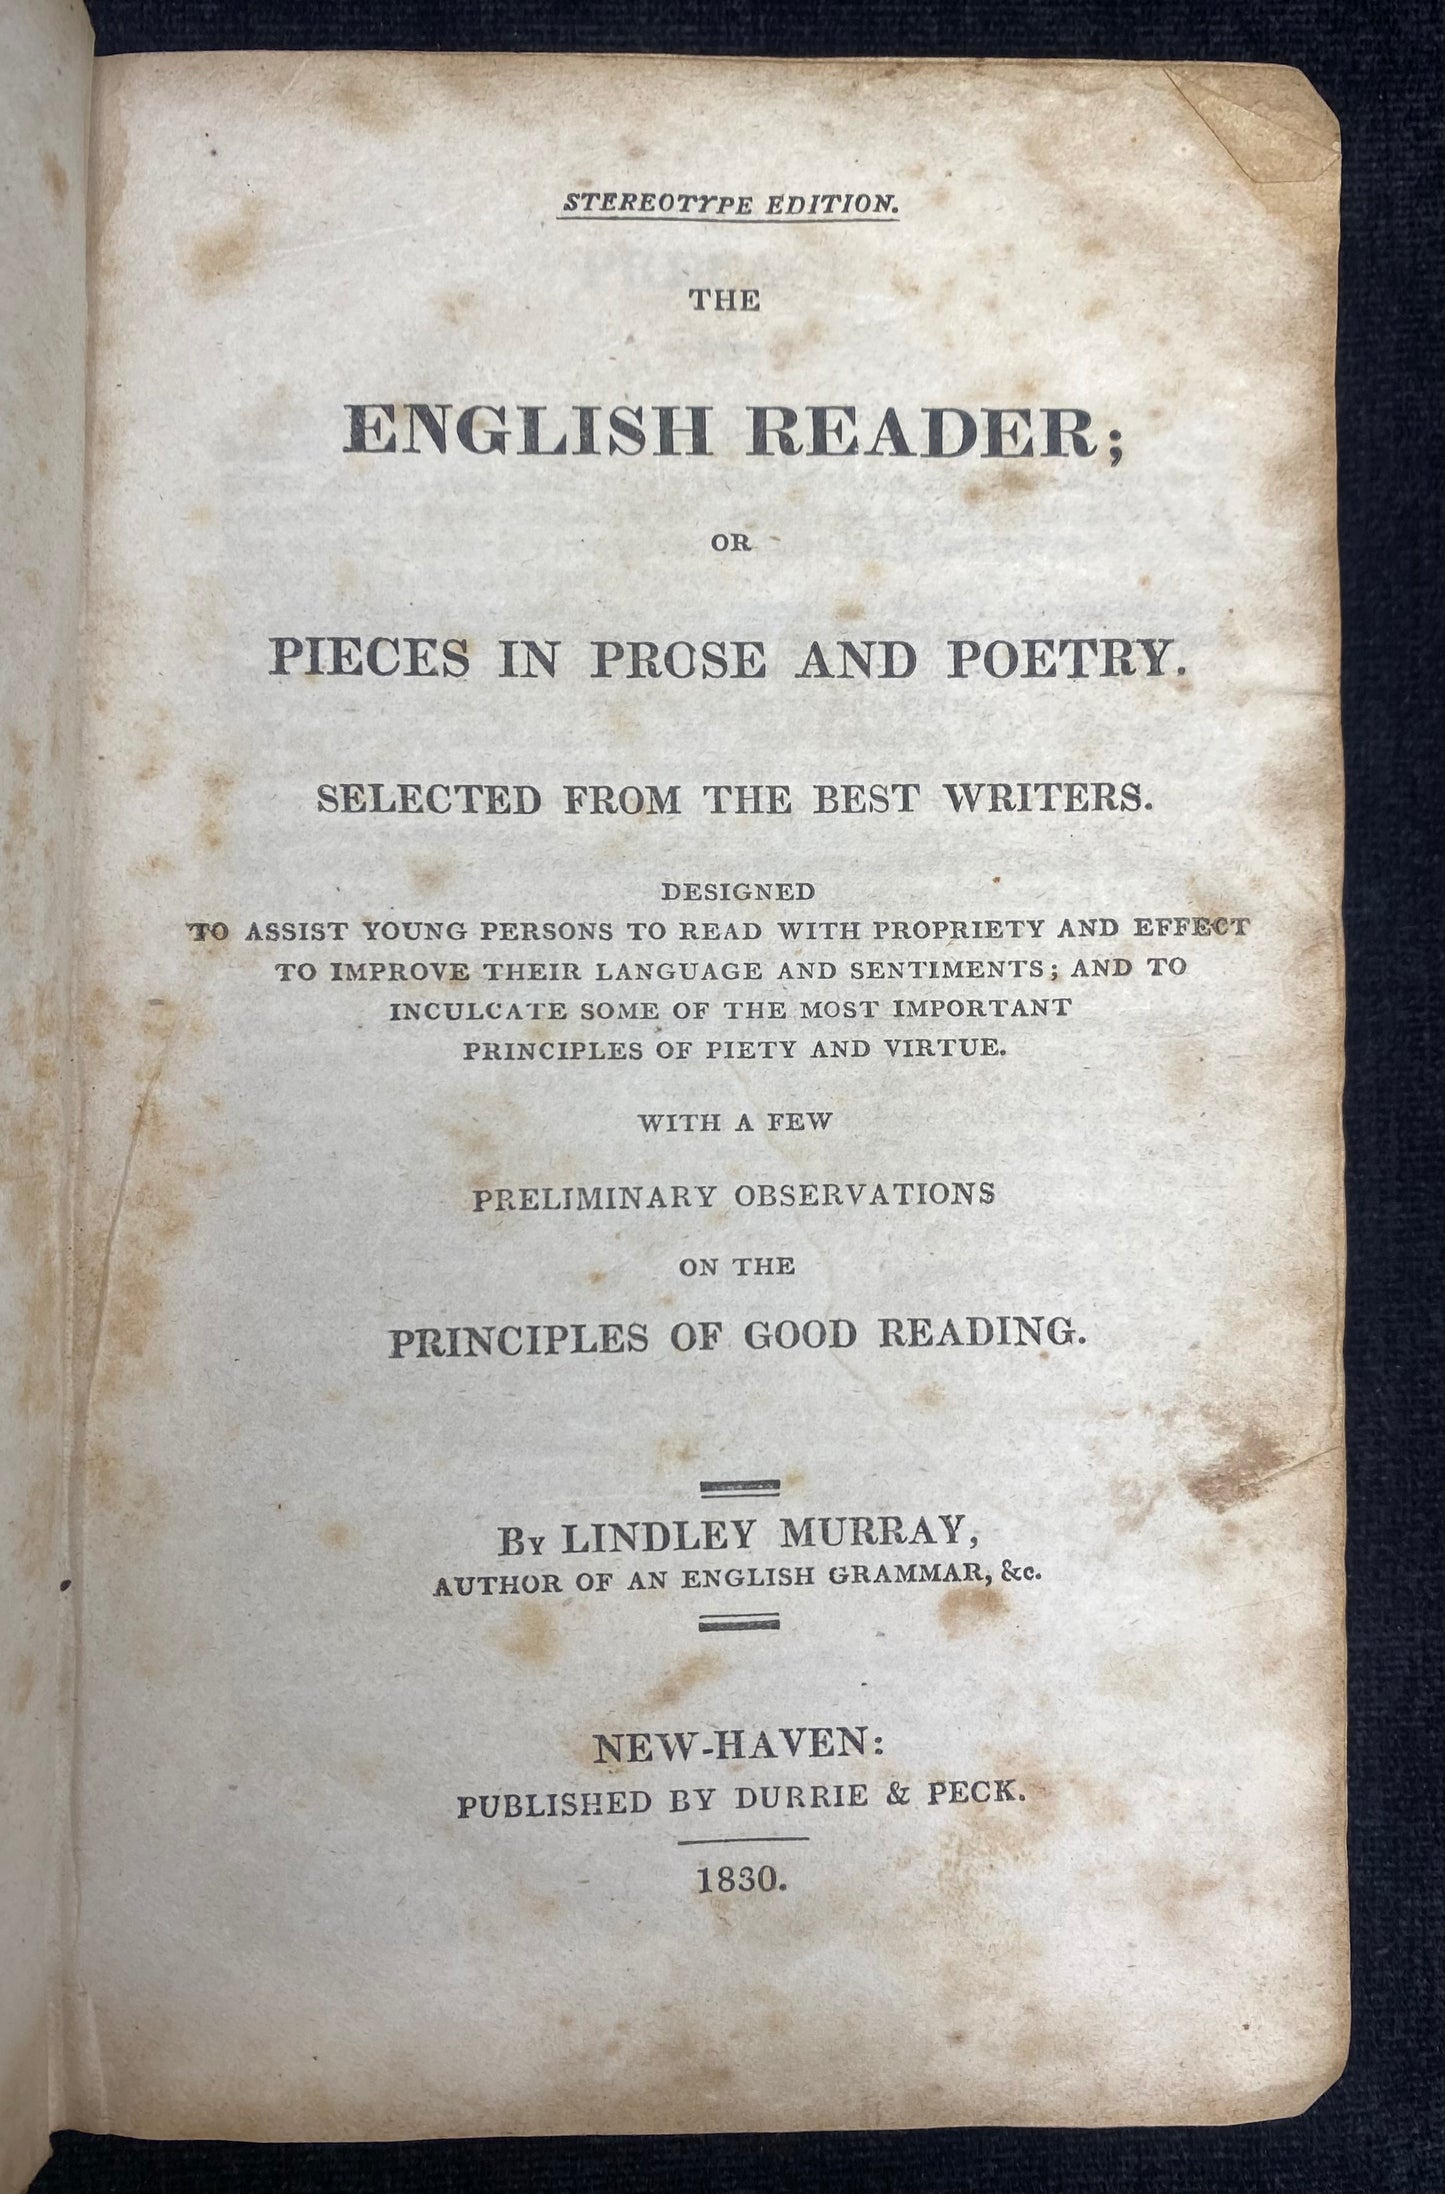 STEREOTYPE EDITION.
THE
ENGLISH READER;
OR
PIECES IN PROSE AND POETRY.
SELECTED FROM THE BEST WRITERS.
DESIGNED
TO ASSIST YOUNG PERSONS TO READ WITH PROPRIETY AND EFFECT
TO IMPROVE THEIR LANGUAGE AND SENTIMENTS; AND TO
INCULCATE SOME OF THE MOST IMPORTANT
PRINCIPLES OF PIETY AND VIRTUE.
WITH A FEW
PRELIMINARY OBSERVATIONS
ON THE
PRINCIPLES OF GOOD READING.
By LINDLEY MURRAY,
AUTHOR OF AN ENGLISH GRAMMAR, &c.
NEW-HAVEN:
PUBLISHED BY DURRIE & PECK.
1830.